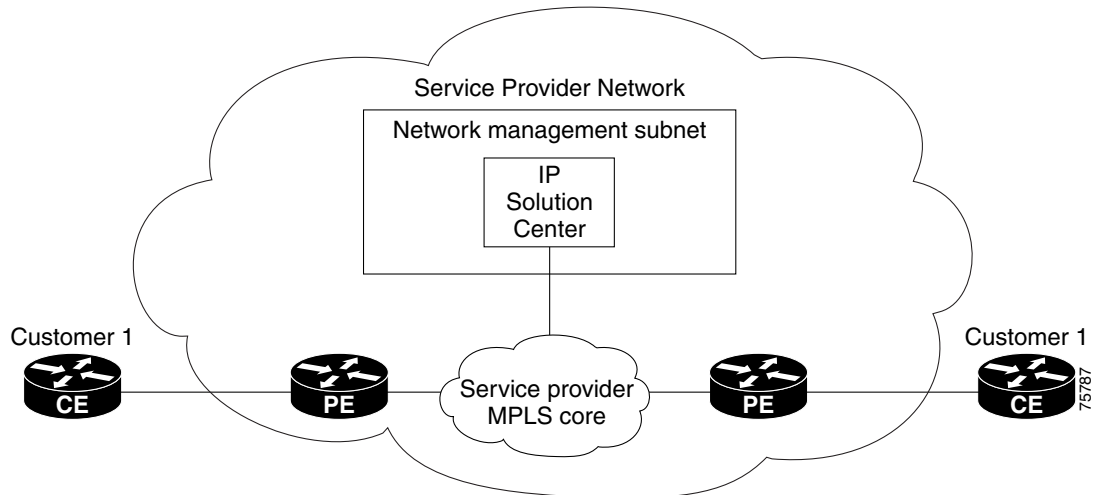 Service Provider Network
Network management subnet
IP
Solution
Center
Customer 1
Customer 1
CE
PE
Service provider
MPLS core
PE
CE
75787